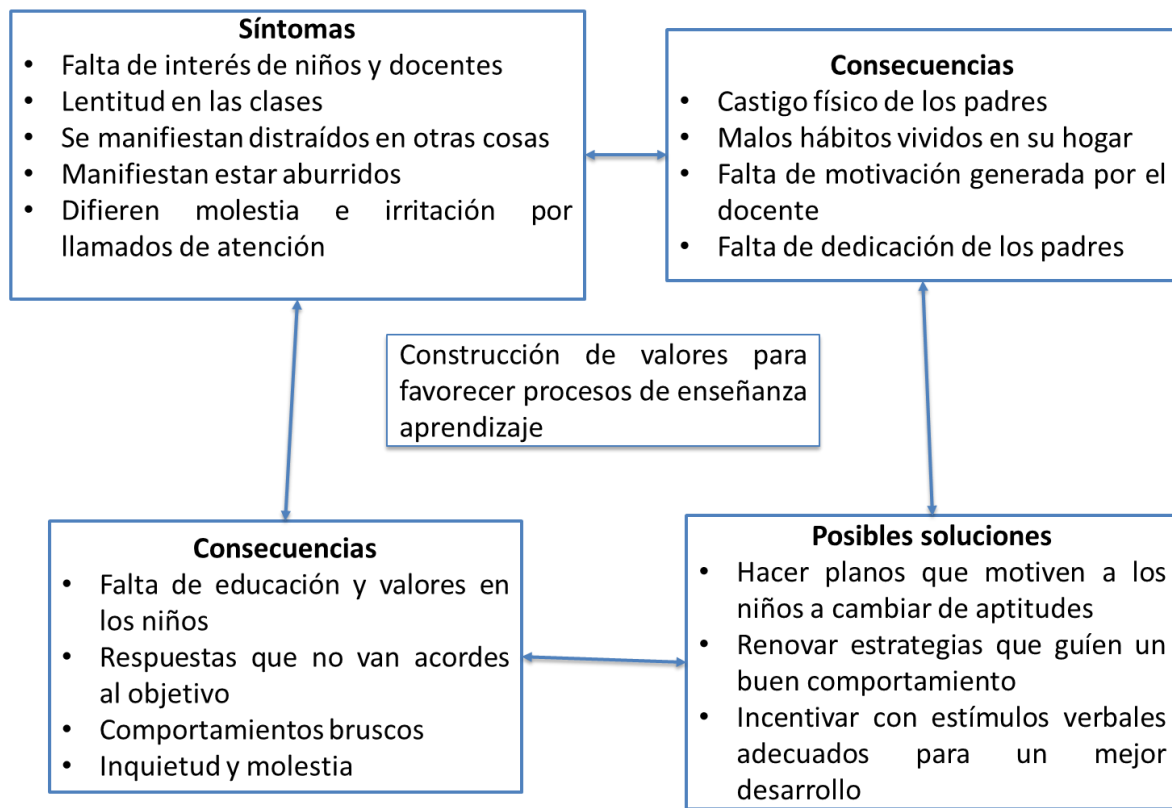 Síntomas
• Falta de interés de niños y docentes
• Lentitud en las clases
• Se manifiestan distraídos en otras cosas
• Manifiestan estar aburridos
• Difieren molestia e irritación por
llamados de atención
Consecuencias
• Castigo físico de los padres
• Malos hábitos vividos en su hogar
• Falta de motivación generada por el
docente
• Falta de dedicación de los padres
Construcción de valores para
favorecer procesos de enseñanza
aprendizaje
Consecuencias
• Falta de educación y valores en
los niños
• Respuestas que no van acordes
al objetivo
• Comportamientos bruscos
• Inquietud y molestia
Posibles soluciones
• Hacer planos que motiven a los
niños a cambiar de aptitudes
• Renovar estrategias que guíen un
buen comportamiento
• Incentivar con estímulos verbales
adecuados para un mejor
desarrollo